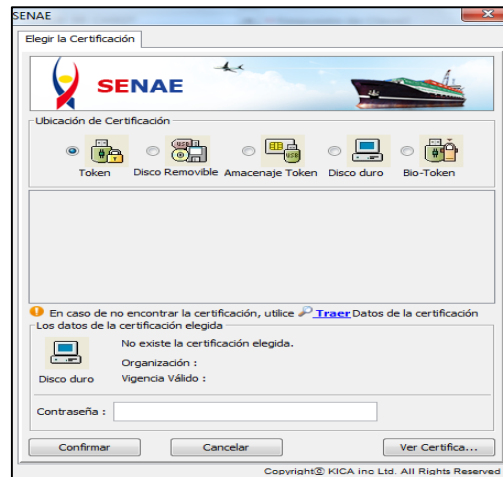 SENAE
Elegir la Certificación
SENAE
Ubicación de Certificación
Token Disco Removible Amacenaje Token Disco duro Bio-Token
En caso de no encontrar la certificación, utilice Traer Datos de la certificación
Los datos de la certificación elegida
No existe la certificación elegida.
Organización :
Disco duro Vigencia Válido :
Contraseña :
Confirmar Cancelar Ver Certifica...
Copyright© KICA inc Ltd. All Rights Reserved